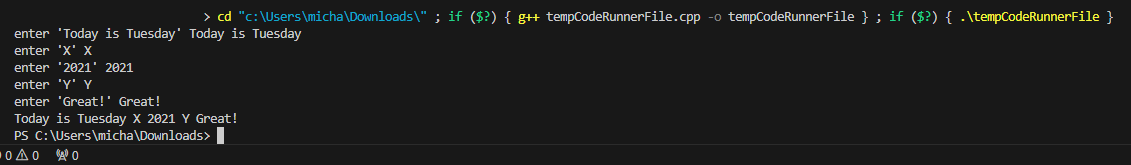 > cd "c:\Users\micha\Downloads\" ; if ($?) { g++ tempCodeRunnerFile.cpp -o tempCodeRunnerFile } ; if ($?) { .\tempCodeRunnerFile }
enter 'Today is Tuesday' Today is Tuesday
enter 'X' X
enter '2021' 2021
enter 'Y' Y
enter 'Great!' Great!
Today is Tuesday X 2021 Y Great!
PS C:\Users\micha\Downloads>
0 0 0